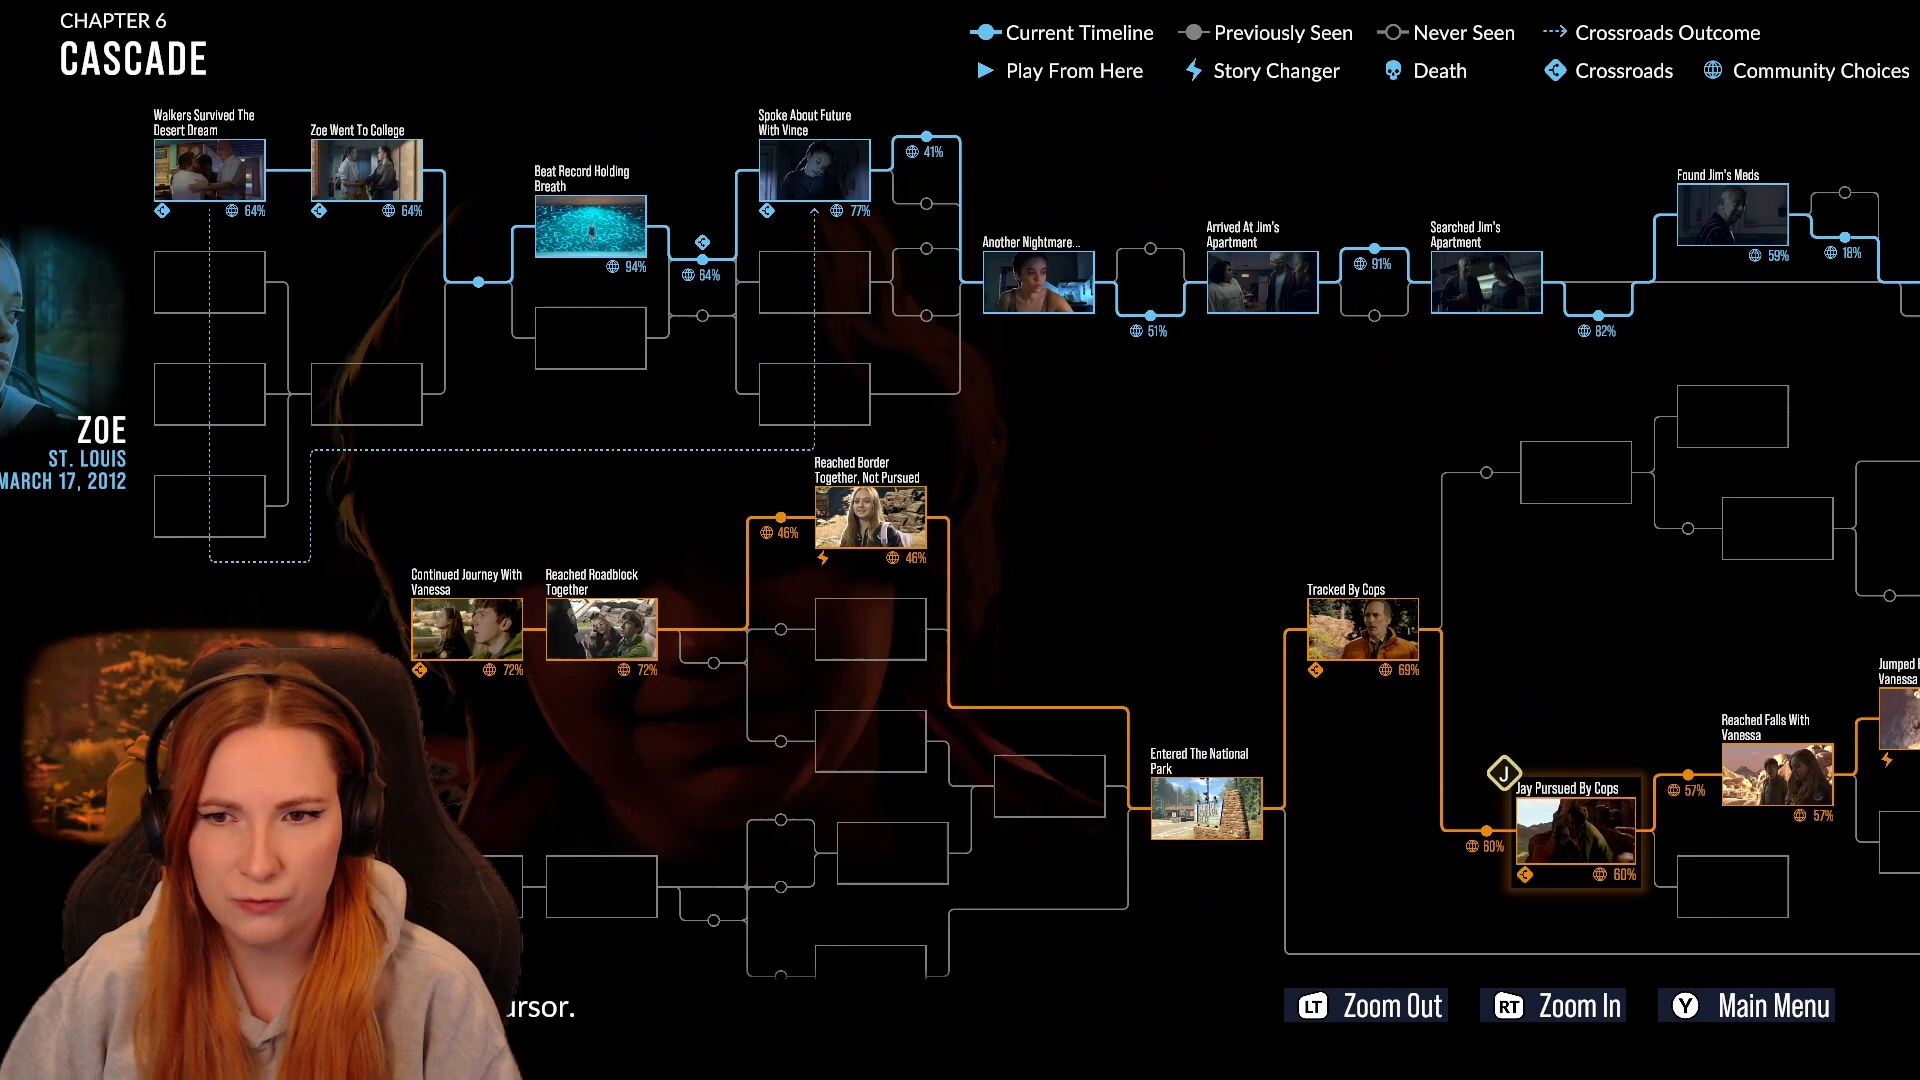 CHAPTER 6
CASCADE
Current Timeline
Previously Seen
Never Seen
Crossroads Outcome
Play From Here
Story Changer
Death
Crossroads
Community Choices
Walkers Survived The
Desert Dream
64%
Zoe Went To College
64%
Beat Record Holding
Breath
94%
64%
Spoke About Future
With Vince
77%
41%
Another Nightmare...
51%
Arrived At Jim's
Apartment
91%
Searched Jim's
Apartment
82%
Found Jim's Meds
59%
18%
ZOE
ST. LOUIS
MARCH 17, 2012
Continued Journey With
Vanessa
72%
Reached Roadblock
Together
72%
46%
Reached Border
Together, Not Pursued
46%
Entered The National
Park
Tracked By Cops
69%
60%
J
Jay Pursued By Cops
60%
57%
Reached Falls With
Vanessa
57%
Jumped
Vanessa
ursor.
LT Zoom Out
RT Zoom In
Y Main Menu